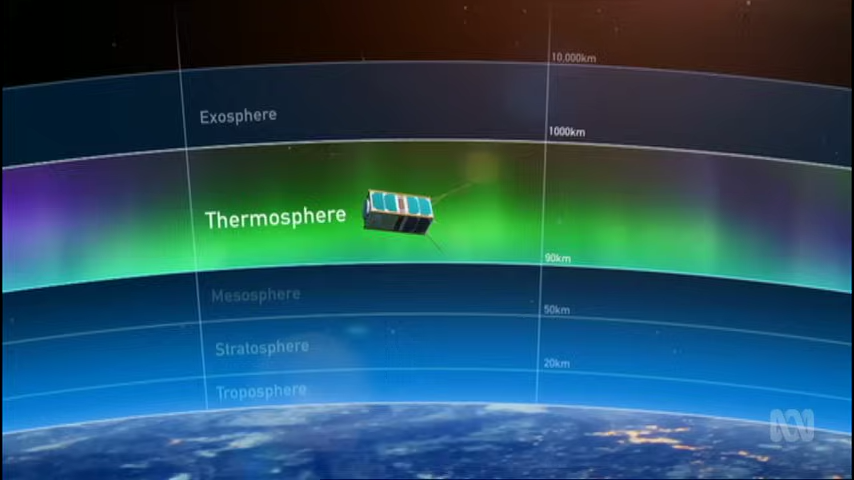 10,000km
Exosphere
1000km
Thermosphere
90km
Mesosphere
50km
Stratosphere
20km
Troposphere